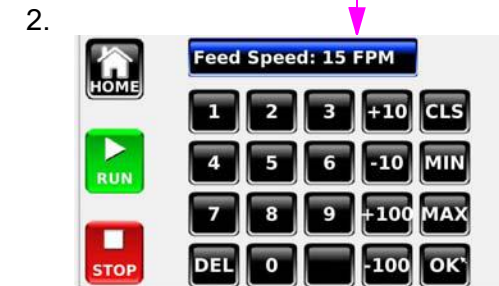 2.
Feed Speed: 15 FPM
HOME
1 2 3 +10 CLS
RUN
4 5 6 -10 MIN
7 8 9 +100 MAX
STOP
DEL 0 -100 OK